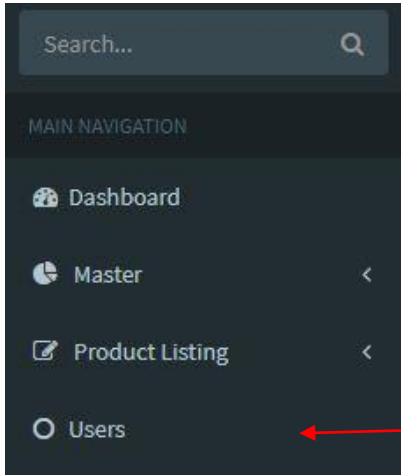 Search...
MAIN NAVIGATION
Dashboard
Master
Product Listing
Users